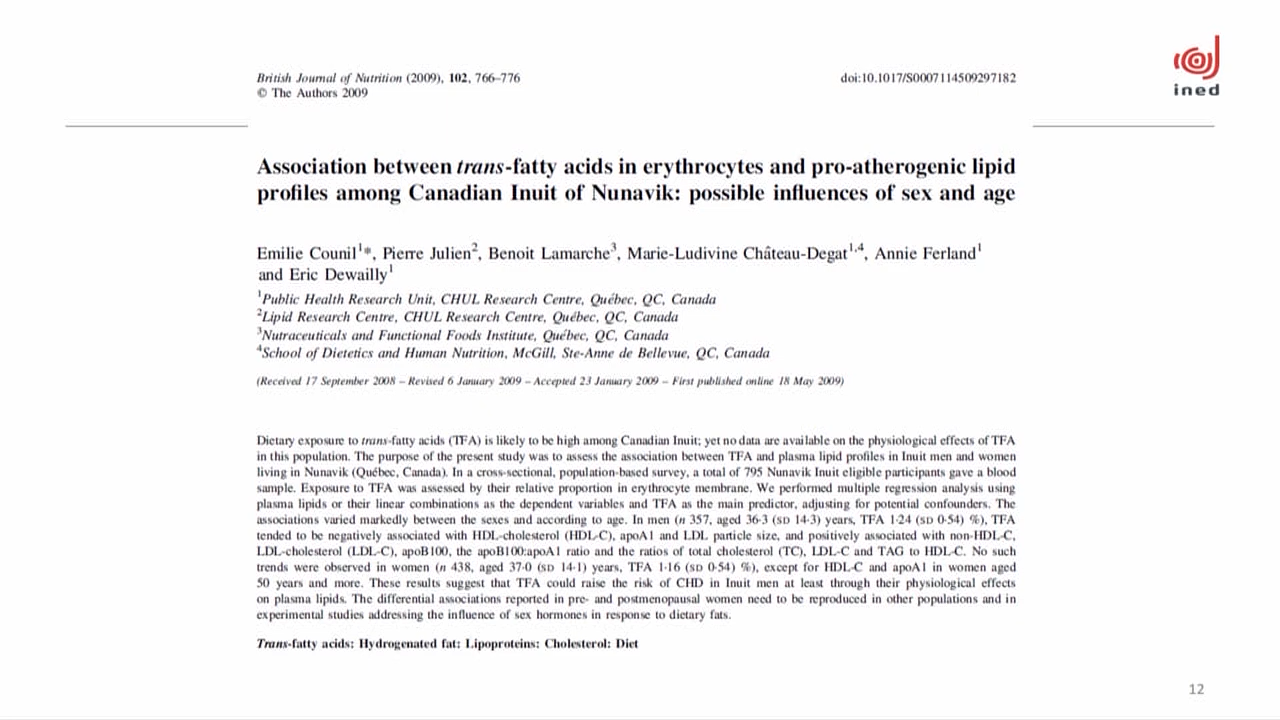 British Journal of Nutrition (2009), 102, 766–776
doi:10.1017/S0007114509297182
© The Authors 2009
ined
Association between trans-fatty acids in erythrocytes and pro-atherogenic lipid
profiles among Canadian Inuit of Nunavik: possible influences of sex and age
Emilie Counil1*, Pierre Julien2, Benoit Lamarche3, Marie-Ludivine Château-Degat1,4, Annie Ferland1
and Eric Dewailly1
1Public Health Research Unit, CHUL Research Centre, Québec, QC, Canada
2Lipid Research Centre, CHUL Research Centre, Québec, QC, Canada
3Nutraceuticals and Functional Foods Institute, Québec, QC, Canada
4School of Dietetics and Human Nutrition, McGill, Ste-Anne de Bellevue, QC, Canada
(Received 17 September 2008 – Revised 6 January 2009 – Accepted 23 January 2009 – First published online 18 May 2009)
Dietary exposure to trans-fatty acids (TFA) is likely to be high among Canadian Inuit; yet no data are available on the physiological effects of TFA
in this population. The purpose of the present study was to assess the association between TFA and plasma lipid profiles in Inuit men and women
living in Nunavik (Québec, Canada). In a cross-sectional, population-based survey, a total of 795 Nunavik Inuit eligible participants gave a blood
sample. Exposure to TFA was assessed by their relative proportion in erythrocyte membrane. We performed multiple regression analysis using
plasma lipids or their linear combinations as the dependent variables and TFA as the main predictor, adjusting for potential confounders. The
associations varied markedly between the sexes and according to age. In men (n 357, aged 36·3 (SD 14·3) years, TFA 1·24 (SD 0·54) %), TFA
tended to be negatively associated with HDL-cholesterol (HDL-C), apoA1 and LDL particle size, and positively associated with non-HDL-C,
LDL-cholesterol (LDL-C), apoB100, the apoB100:apoA1 ratio and the ratios of total cholesterol (TC), LDL-C and TAG to HDL-C. No such
trends were observed in women (n 438, aged 37·0 (SD 14·1) years, TFA 1·16 (SD 0·54) %), except for HDL-C and apoA1 in women aged
50 years and more. These results suggest that TFA could raise the risk of CHD in Inuit men at least through their physiological effects
on plasma lipids. The differential associations reported in pre- and postmenopausal women need to be reproduced in other populations and in
experimental studies addressing the influence of sex hormones in response to dietary fats.
Trans-fatty acids: Hydrogenated fat: Lipoproteins: Cholesterol: Diet
12